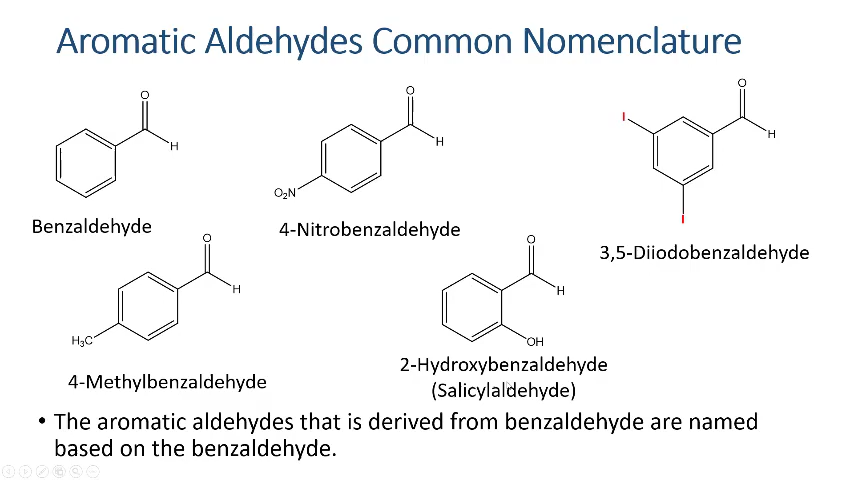 Aromatic Aldehydes Common Nomenclature
O
H
Benzaldehyde
O
H
O₂N
4-Nitrobenzaldehyde
O
H
I
I
3,5-Diiodobenzaldehyde
O
H
H₃C
4-Methylbenzaldehyde
O
H
OH
2-Hydroxybenzaldehyde
(Salicylaldehyde)
• The aromatic aldehydes that is derived from benzaldehyde are named
based on the benzaldehyde.